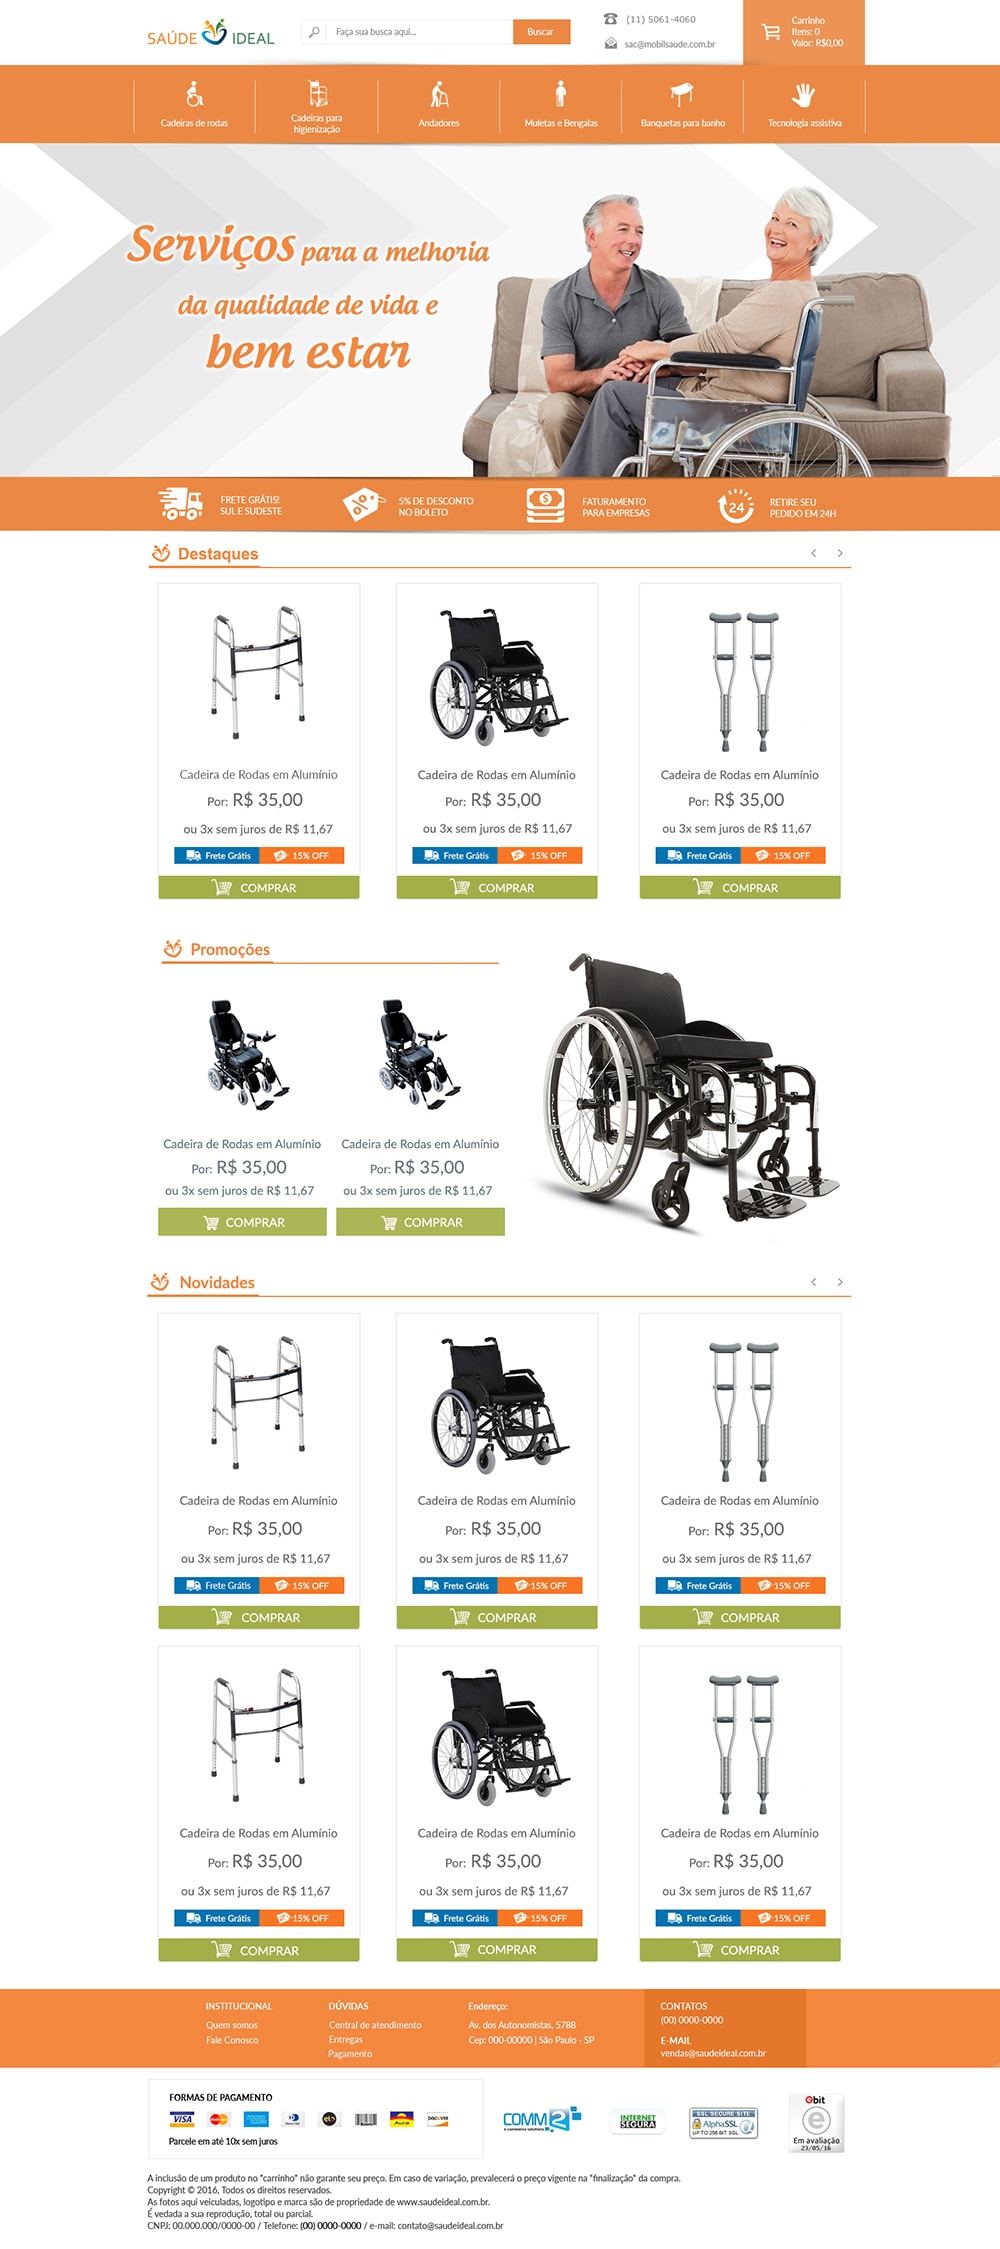 SAÚDE IDEAL
Faça sua busca aqui...
Buscar
(11) 5061-4060
sac@mobilsaude.com.br
Carrinho
Itens: 0
Valor: R$0,00
Cadeiras de rodas
Cadeiras para
higienização
Andadores
Muletas e Bengalas
Banquetas para banho
Tecnologia assistiva
Serviços para a melhoria
da qualidade de vida e
bem estar
FRETE GRÁTIS!
SUL E SUDESTE
5% DE DESCONTO
NO BOLETO
FATURAMENTO
PARA EMPRESAS
24
RETIRE SEU
PEDIDO EM 24H
Destaques
Cadeira de Rodas em Alumínio
Por: R$ 35,00
ou 3x sem juros de R$ 11,67
Frete Grátis 15% OFF
COMPRAR
Cadeira de Rodas em Alumínio
Por: R$ 35,00
ou 3x sem juros de R$ 11,67
Frete Grátis 15% OFF
COMPRAR
Cadeira de Rodas em Alumínio
Por: R$ 35,00
ou 3x sem juros de R$ 11,67
Frete Grátis 15% OFF
COMPRAR
Promoções
Cadeira de Rodas em Alumínio
Por: R$ 35,00
ou 3x sem juros de R$ 11,67
COMPRAR
Cadeira de Rodas em Alumínio
Por: R$ 35,00
ou 3x sem juros de R$ 11,67
COMPRAR
Novidades
Cadeira de Rodas em Alumínio
Por: R$ 35,00
ou 3x sem juros de R$ 11,67
Frete Grátis 15% OFF
COMPRAR
Cadeira de Rodas em Alumínio
Por: R$ 35,00
ou 3x sem juros de R$ 11,67
Frete Grátis 15% OFF
COMPRAR
Cadeira de Rodas em Alumínio
Por: R$ 35,00
ou 3x sem juros de R$ 11,67
Frete Grátis 15% OFF
COMPRAR
Cadeira de Rodas em Alumínio
Por: R$ 35,00
ou 3x sem juros de R$ 11,67
Frete Grátis 15% OFF
COMPRAR
Cadeira de Rodas em Alumínio
Por: R$ 35,00
ou 3x sem juros de R$ 11,67
Frete Grátis 15% OFF
COMPRAR
Cadeira de Rodas em Alumínio
Por: R$ 35,00
ou 3x sem juros de R$ 11,67
Frete Grátis 15% OFF
COMPRAR
INSTITUCIONAL
Quem somos
Fale Conosco
DÚVIDAS
Central de atendimento
Entregas
Pagamento
Endereço:
Av. dos Autonomistas, 5788
Cep: 000-00000 | São Paulo - SP
CONTATOS
(00) 0000-0000
E-MAIL
vendas@saudeideal.com.br
FORMAS DE PAGAMENTO
VISA
elo
Aura
DISCOVER
Parcele em até 10x sem juros
COMM2
e-commerce solutions
INTERNET
SEGURA
SSL SECURE SITE
AlphaSSL
UP TO 256 BIT SSL
ebit
e
Em avaliação
23/05/16
A inclusão de um produto no "carrinho" não garante seu preço. Em caso de variação, prevalecerá o preço vigente na "finalização" da compra.
Copyright © 2016, Todos os direitos reservados.
As fotos aqui veiculadas, logotipo e marca são de propriedade de www.saudeideal.com.br.
É vedada a sua reprodução, total ou parcial.
CNPJ: 00.000.000/0000-00 / Telefone: (00) 0000-0000 / e-mail: contato@saudeideal.com.br